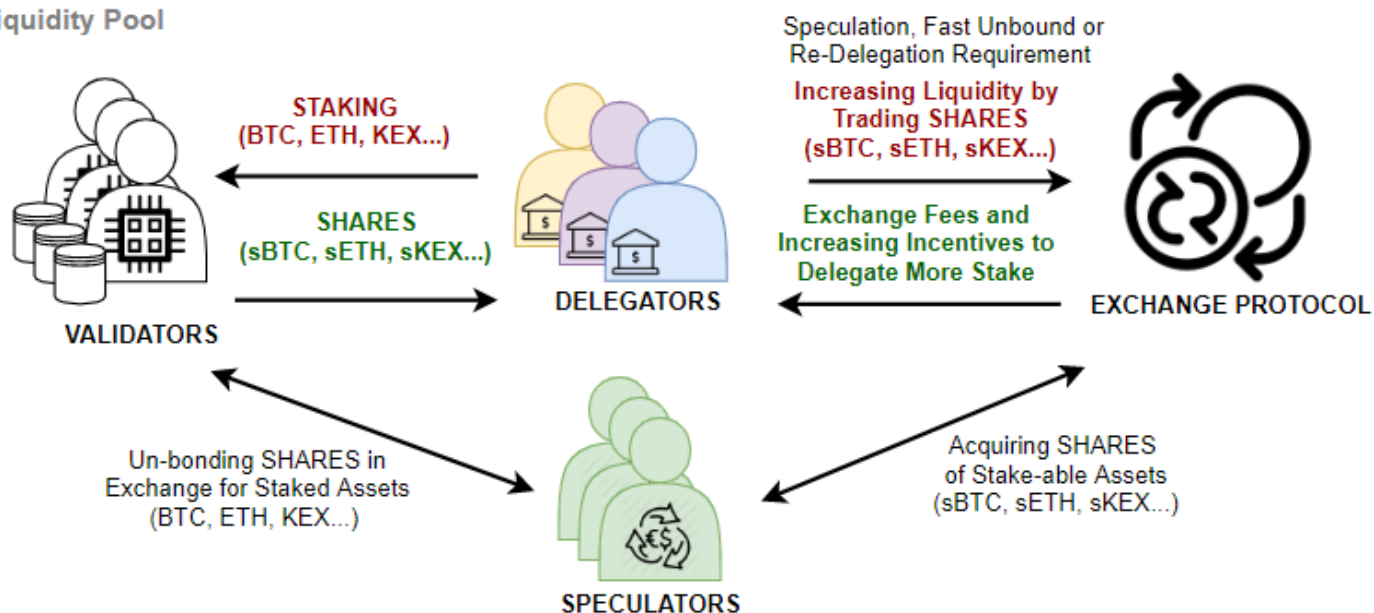 iquidity Pool
Speculation, Fast Unbound or
Re-Delegation Requirement
STAKING
(BTC, ETH, KEX...)
Increasing Liquidity by
Trading SHARES
(sBTC, sETH, sKEX...)
SHARES
(sBTC, sETH, sKEX...)
$
$
$
Exchange Fees and
Increasing Incentives to
Delegate More Stake
VALIDATORS
DELEGATORS
EXCHANGE PROTOCOL
Un-bonding SHARES in
Exchange for Staked Assets
(BTC, ETH, KEX...)
€$
Acquiring SHARES
of Stake-able Assets
(sBTC, sETH, sKEX...)
SPECULATORS